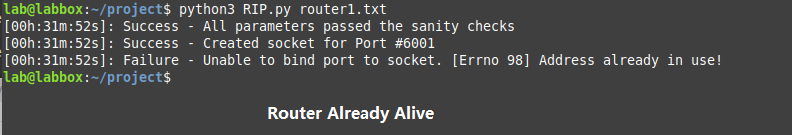 lab@labbox:~/project$ python3 RIP.py router1.txt
[00h:31m:52s]: Success - All parameters passed the sanity checks
[00h:31m:52s]: Success - Created socket for Port #6001
[00h:31m:52s]: Failure - Unable to bind port to socket. [Errno 98] Address already in use!
lab@labbox:~/project$
Router Already Alive